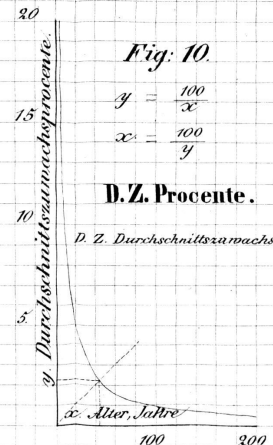 20
Fig: 10.
y = 100/x
15
x = 100/y
D.Z. Procente.
10
D. Z. Durchschnittszuwachs
5.
y. Durchschnittszuwachsprocente.
x. Alter, Jahre
100
200